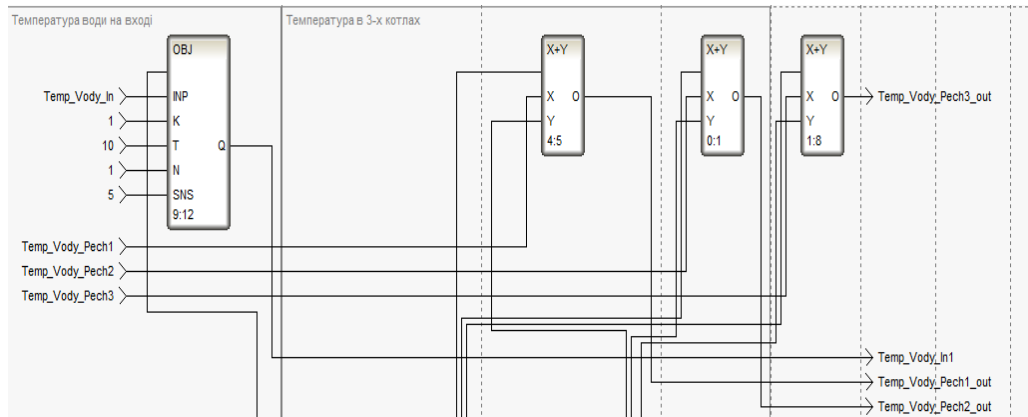 Температура води на вході
Температура в 3-х котлах
OBJ
Temp_Vody_In
INP
1
K
10
T
Q
1
N
5
SNS
9:12
X+Y
X O
Y
4:5
X+Y
X O
Y
0:1
X+Y
X O
Y
1:8
Temp_Vody_Pech3_out
Temp_Vody_Pech1
Temp_Vody_Pech2
Temp_Vody_Pech3
Temp_Vody_In1
Temp_Vody_Pech1_out
Temp_Vody_Pech2_out